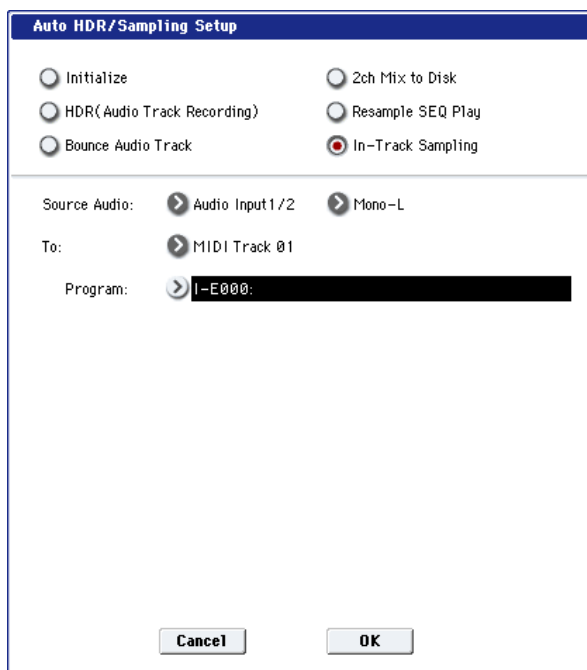 Auto HDR/Sampling Setup
Initialize
2ch Mix to Disk
HDR(Audio Track Recording)
Resample SEQ Play
Bounce Audio Track
In-Track Sampling
Source Audio: Audio Input1/2 Mono-L
To: MIDI Track 01
Program: I-E000:
Cancel OK